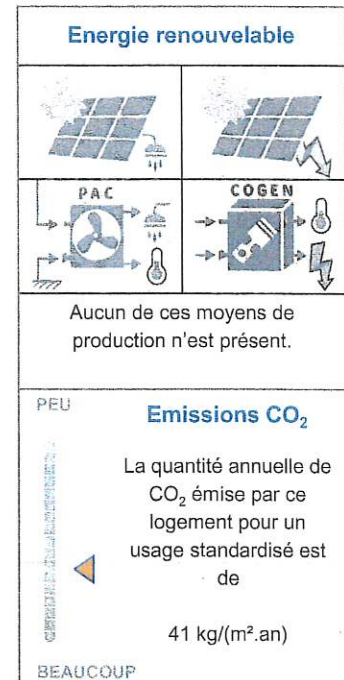 Energie renouvelable
PAC
COGEN
Aucun de ces moyens de
production n'est présent.
PEU
Emissions CO₂
La quantité annuelle de
CO₂ émise par ce
logement pour un
usage standardisé est
de
41 kg/(m².an)
BEAUCOUP